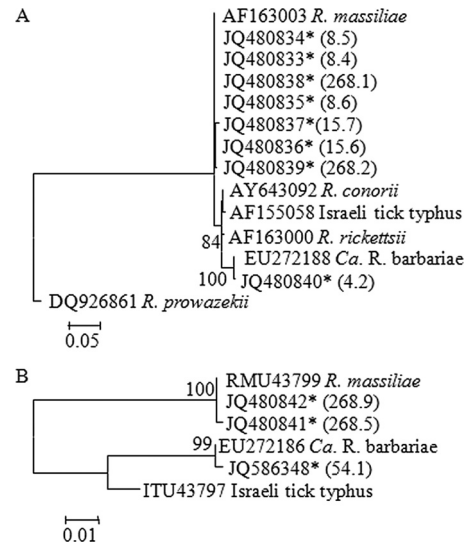 A
AF163003 R. massiliae
JQ480834* (8.5)
JQ480833* (8.4)
JQ480838* (268.1)
JQ480835* (8.6)
JQ480837*(15.7)
JQ480836* (15.6)
JQ480839* (268.2)
AY643092 R. conorii
AF155058 Israeli tick typhus
84 AF163000 R. rickettsii
EU272188 Ca. R. barbariae
100 JQ480840* (4.2)
DQ926861 R. prowazekii
0.05
B
RMU43799 R. massiliae
100 JQ480842* (268.9)
JQ480841* (268.5)
99 EU272186 Ca. R. barbariae
JQ586348* (54.1)
ITU43797 Israeli tick typhus
0.01